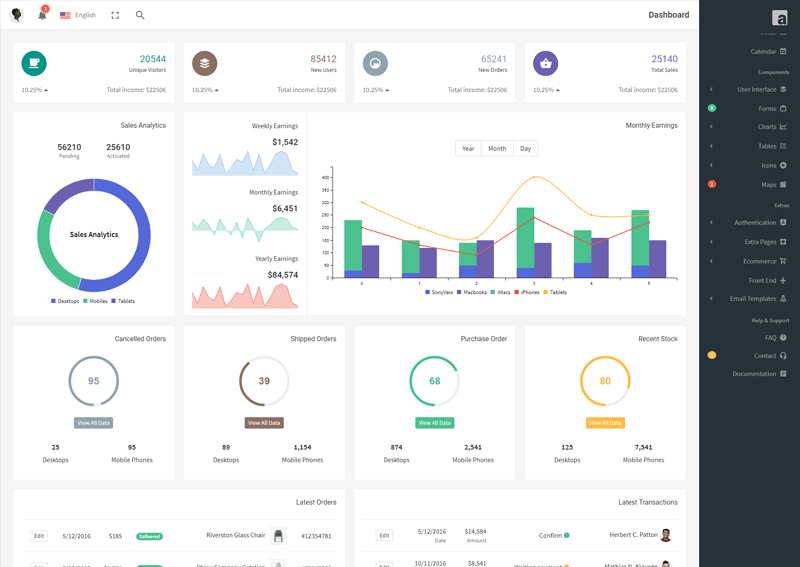 3
English
Dashboard
a
20544
Unique Visitors
10.25%
Total income: $22506
85412
New Users
10.25%
Total income: $22506
65241
New Orders
10.25%
Total income: $22506
25140
Total Sales
10.25%
Total income: $22506
Sales Analytics
56210
Pending
25610
Activated
Sales Analytics
Desktops Mobiles Tablets
Weekly Earnings
$1,542
Monthly Earnings
$6,451
Yearly Earnings
$84,574
Monthly Earnings
Year Month Day
400
350
300
250
200
150
100
50
0
0 1 2 3 4 5
SonyVaio Macbooks iMacs iPhones Tablets
Cancelled Orders
95
View All Data
25
Desktops
95
Mobile Phones
Shipped Orders
39
View All Data
89
Desktops
1,154
Mobile Phones
Purchase Order
68
View All Data
874
Desktops
2,541
Mobile Phones
Recent Stock
80
View All Data
125
Desktops
7,541
Mobile Phones
Latest Orders
Edit 5/12/2016 $185 Delivered Riverston Glass Chair #12354781
Latest Transactions
Edit 5/12/2016 $14,584 Confirm Herbert C. Patton
Date Amount
10/11/2016 $8,541
Calendar
Components
User Interface
Forms
Charts
Tables
Icons
2 Maps
Extras
Authentication
Extra Pages
Ecommerce
Front End
Email Templates
Help & Support
FAQ
Contact
Documentation